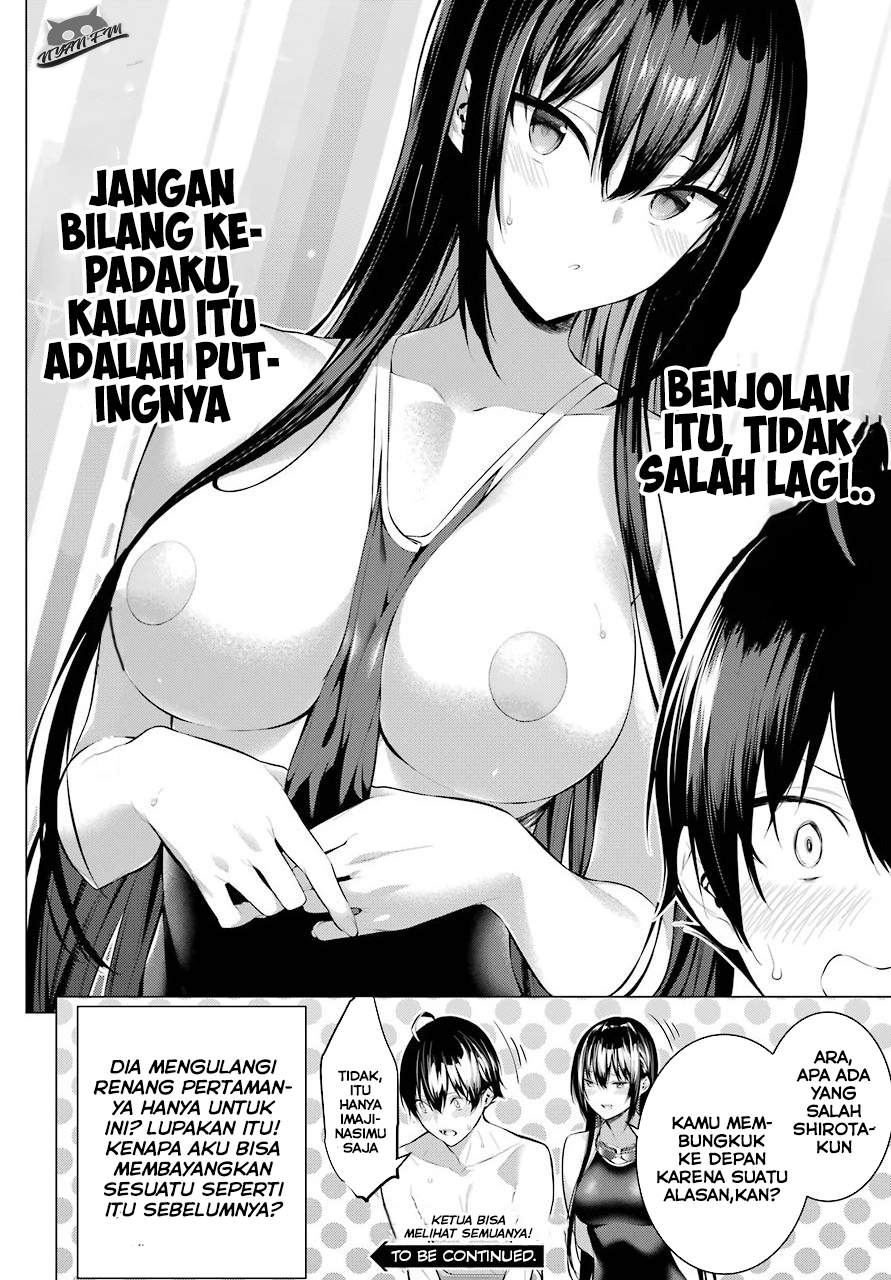 NYAN FM
BENJOLAN
ITU, TIDAK
SALAH LAGI..
JANGAN
BILANG KE-
PADAKU,
KALAU ITU
ADALAH PUT-
INGNYA
ARA,
APA ADA
YANG
SALAH
SHIROTA-
KUN
KAMU MEM-
BUNGKUK
KE DEPAN
KARENA SUATU
ALASAN,KAN?
TIDAK,
ITU
HANYA
IMAJI-
NASIMU
SAJA
DIA MENGULANGI
RENANG PERTAMAN-
YA HANYA UNTUK
INI? LUPAKAN ITU!
KENAPA AKU BISA
MEMBAYANGKAN
SESUATU SEPERTI
ITU SEBELUMNYA?
KETUA BISA
MELIHAT SEMUANYA!
TO BE CONTINUED.